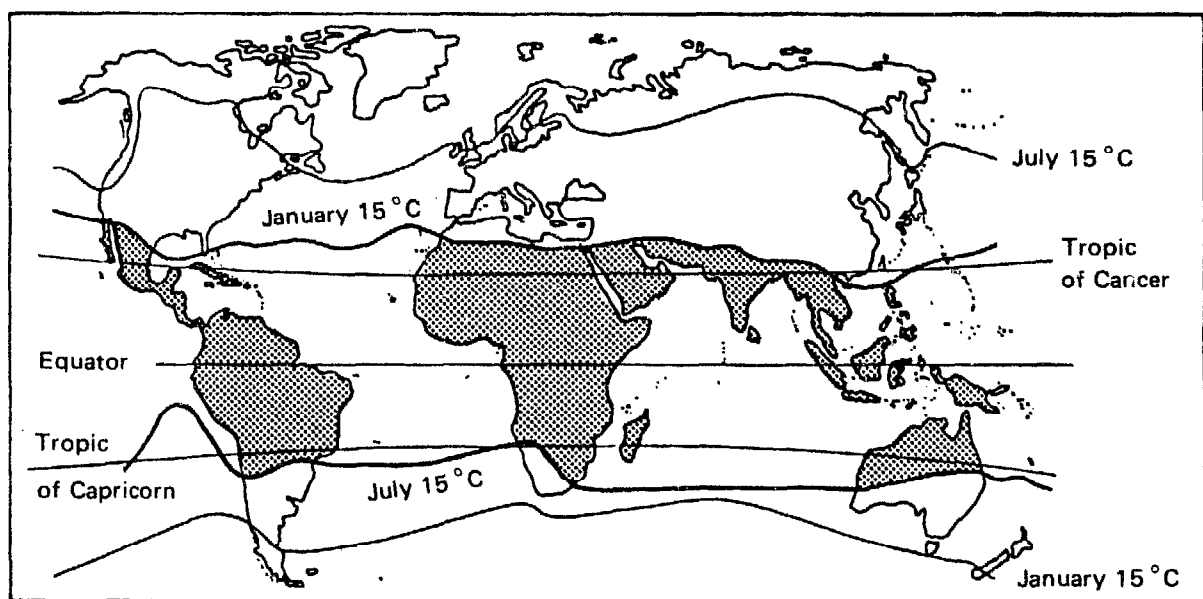 July 15 °C
January 15 °C
Tropic
of Cancer
Equator
Tropic
of Capricorn
July 15 °C
January 15 °C